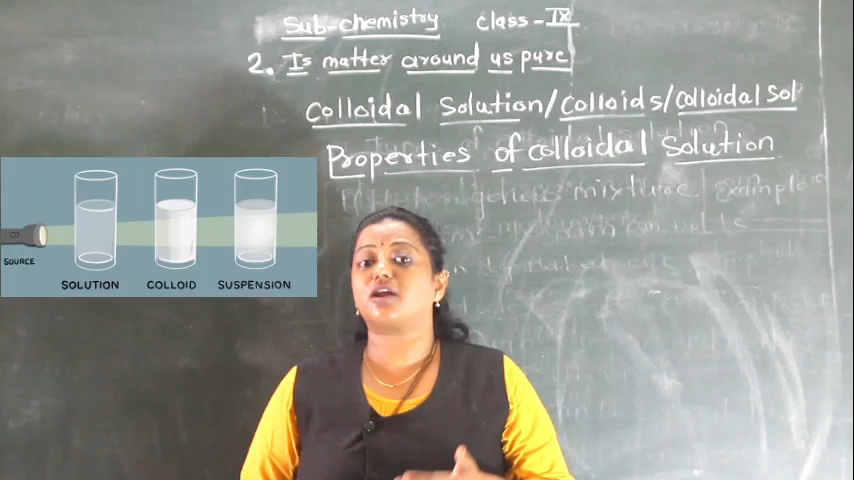 Sub-chemistry class-IX
2. Is matter around us pure
Colloidal Solution/Colloids/Colloidal Sol
Properties of colloidal Solution
mixture
SOURCE
SOLUTION COLLOID SUSPENSION